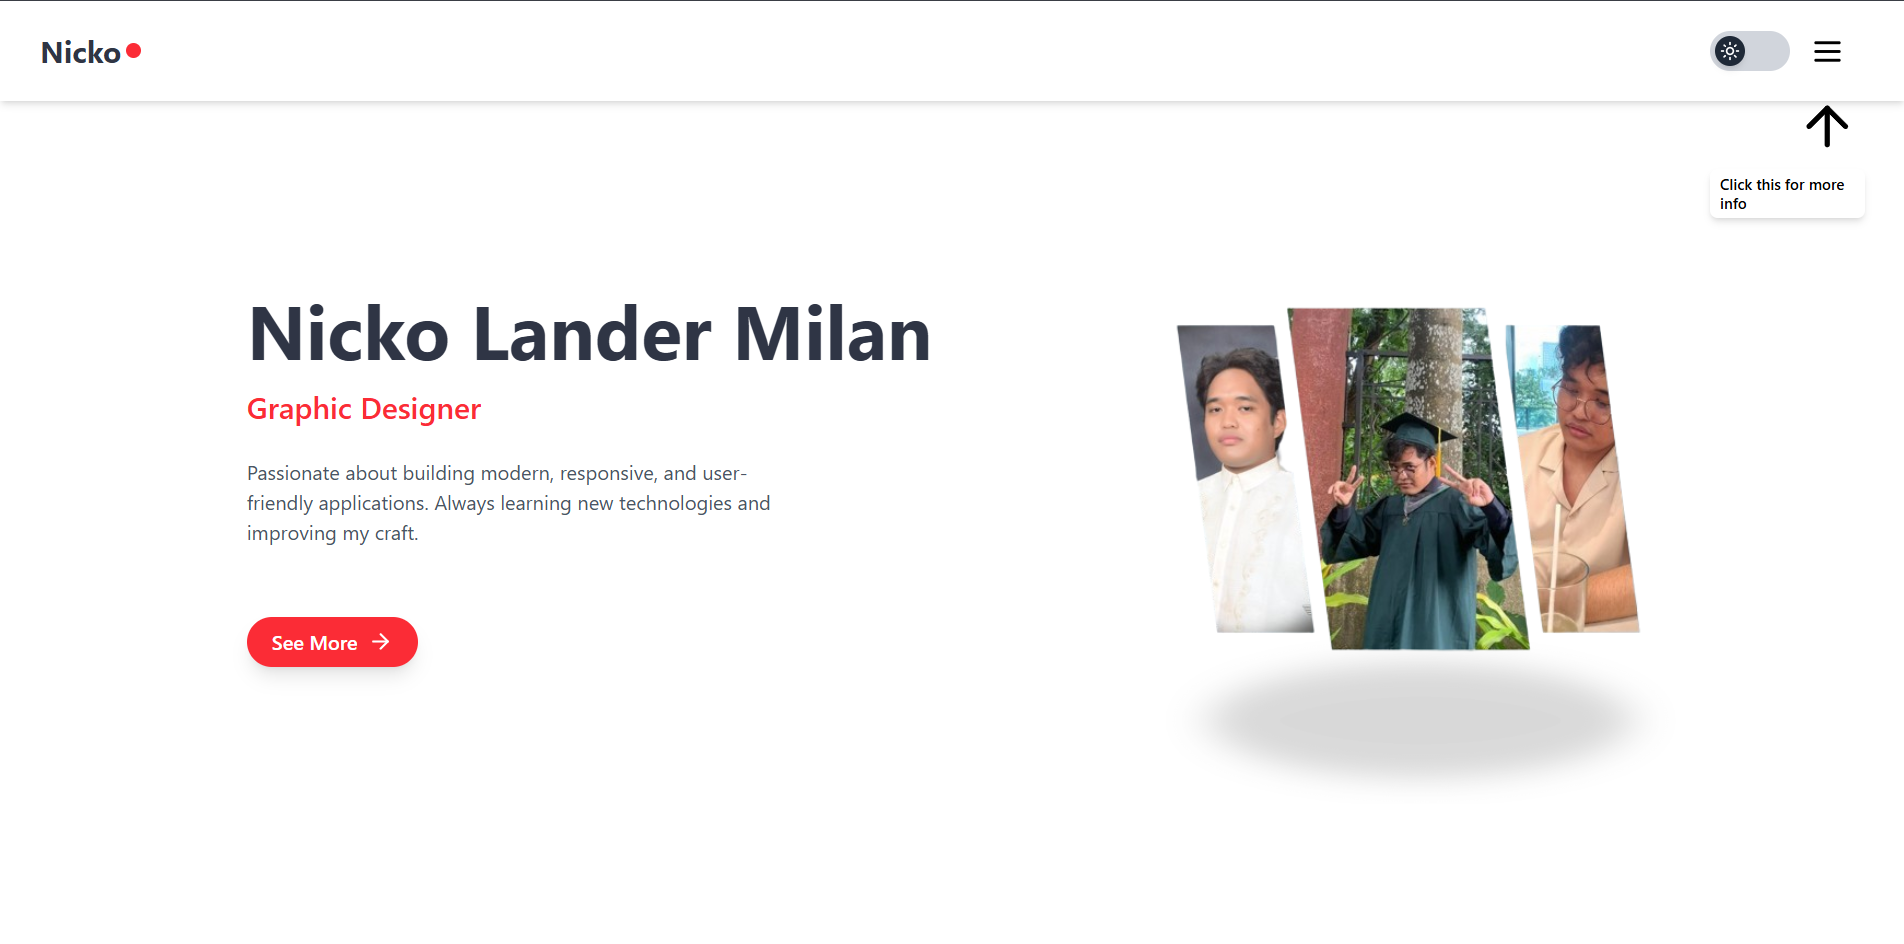 Nicko
Click this for more
info
Nicko Lander Milan
Graphic Designer
Passionate about building modern, responsive, and user-
friendly applications. Always learning new technologies and
improving my craft.
See More